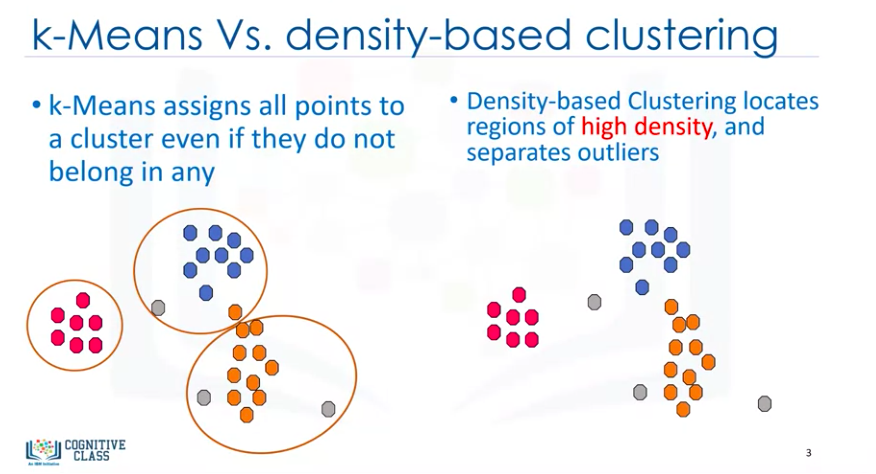 k-Means Vs. density-based clustering
• k-Means assigns all points to
a cluster even if they do not
belong in any
• Density-based Clustering locates
regions of high density, and
separates outliers
COGNITIVE
CLASS
An IBM Initiative
3